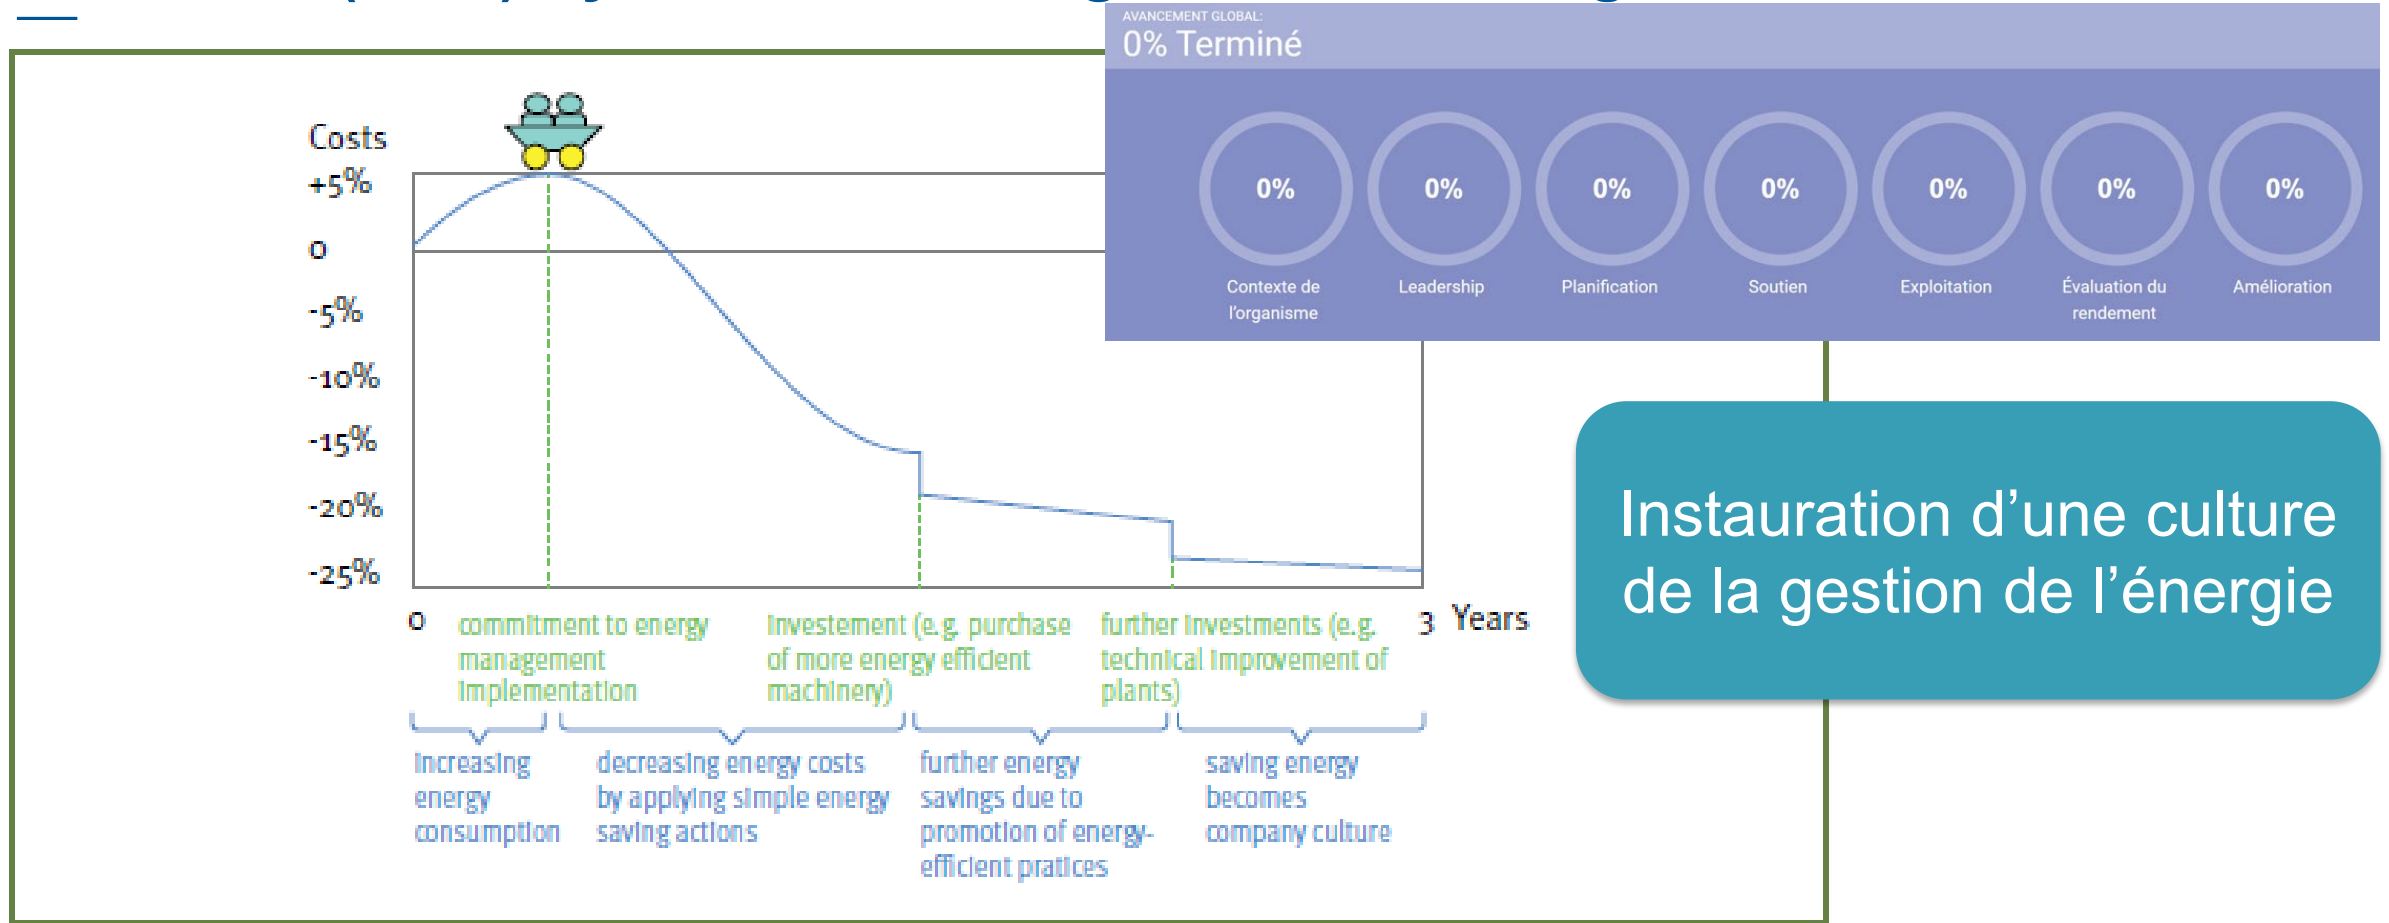 AVANCEMENT GLOBAL:
0% Terminé
0% 0% 0% 0% 0% 0% 0%
Contexte de
l'organisme
Leadership
Planification
Soutien
Exploitation
Évaluation du
rendement
Amélioration
Costs
+5%
0
-5%
-10%
-15%
-20%
-25%
0
3 Years
commitment to energy
management
implementation
investement (e.g. purchase
of more energy efficient
machinery)
further investments (e.g.
technical improvement of
plants)
increasing
energy
consumption
decreasing energy costs
by applying simple energy
saving actions
further energy
savings due to
promotion of energy-
efficient pratices
saving energy
becomes
company culture
Instauration d’une culture
de la gestion de l’énergie